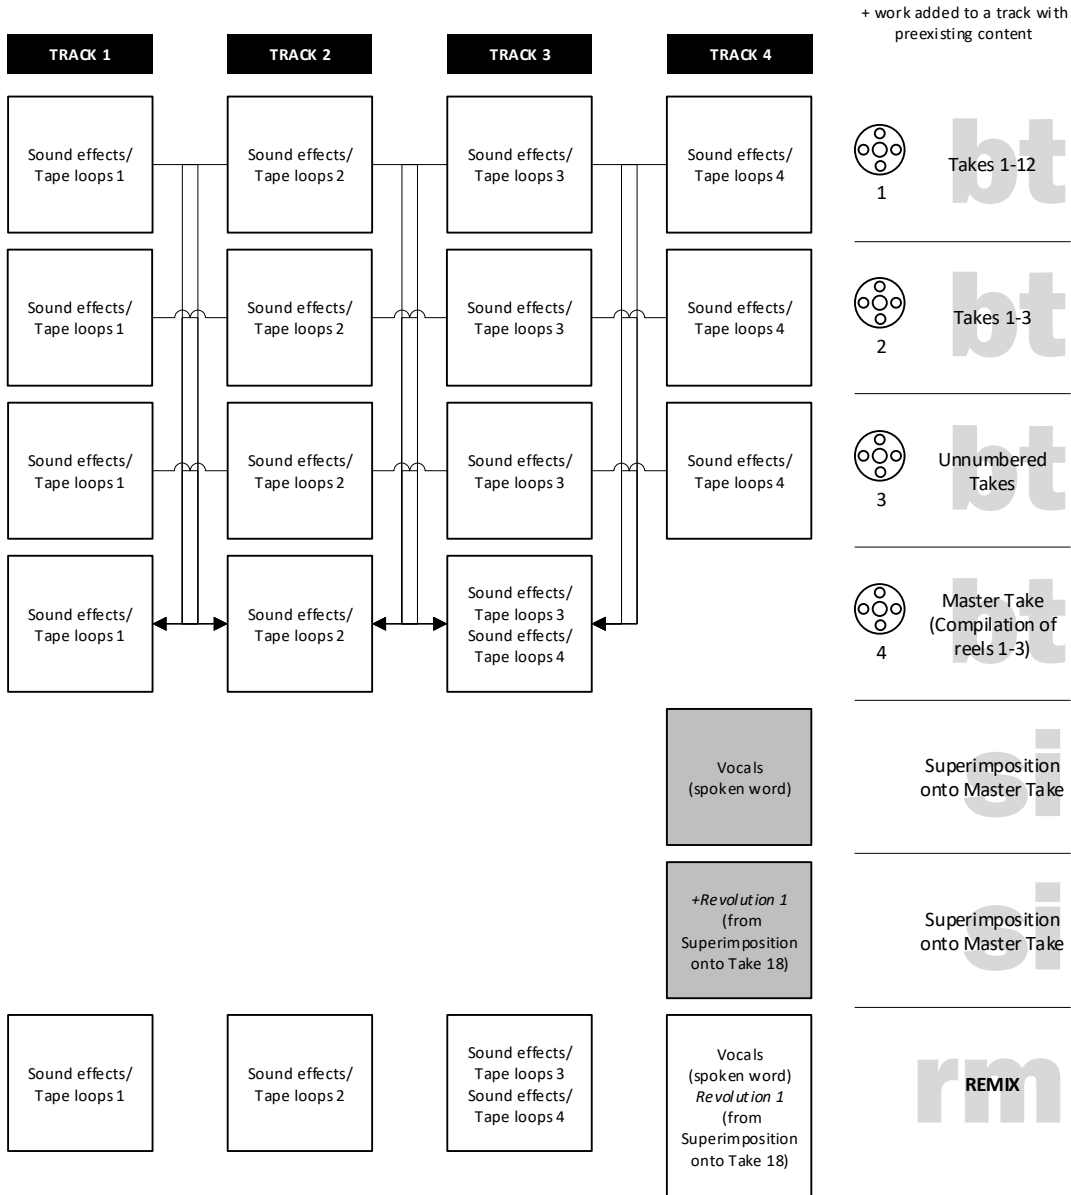 + work added to a track with
preexisting content
TRACK 1
TRACK 2
TRACK 3
TRACK 4
Sound effects/
Tape loops 1
Sound effects/
Tape loops 2
Sound effects/
Tape loops 3
Sound effects/
Tape loops 4
1
bt
Takes 1-12
Sound effects/
Tape loops 1
Sound effects/
Tape loops 2
Sound effects/
Tape loops 3
Sound effects/
Tape loops 4
2
bt
Takes 1-3
Sound effects/
Tape loops 1
Sound effects/
Tape loops 2
Sound effects/
Tape loops 3
Sound effects/
Tape loops 4
3
bt
Unnumbered
Takes
Sound effects/
Tape loops 1
Sound effects/
Tape loops 2
Sound effects/
Tape loops 3
Sound effects/
Tape loops 4
4
bt
Master Take
(Compilation of
reels 1-3)
Vocals
(spoken word)
si
Superimposition
onto Master Take
+Revolution 1
(from
Superimposition
onto Take 18)
si
Superimposition
onto Master Take
Sound effects/
Tape loops 1
Sound effects/
Tape loops 2
Sound effects/
Tape loops 3
Sound effects/
Tape loops 4
Vocals
(spoken word)
Revolution 1
(from
Superimposition
onto Take 18)
rm
REMIX